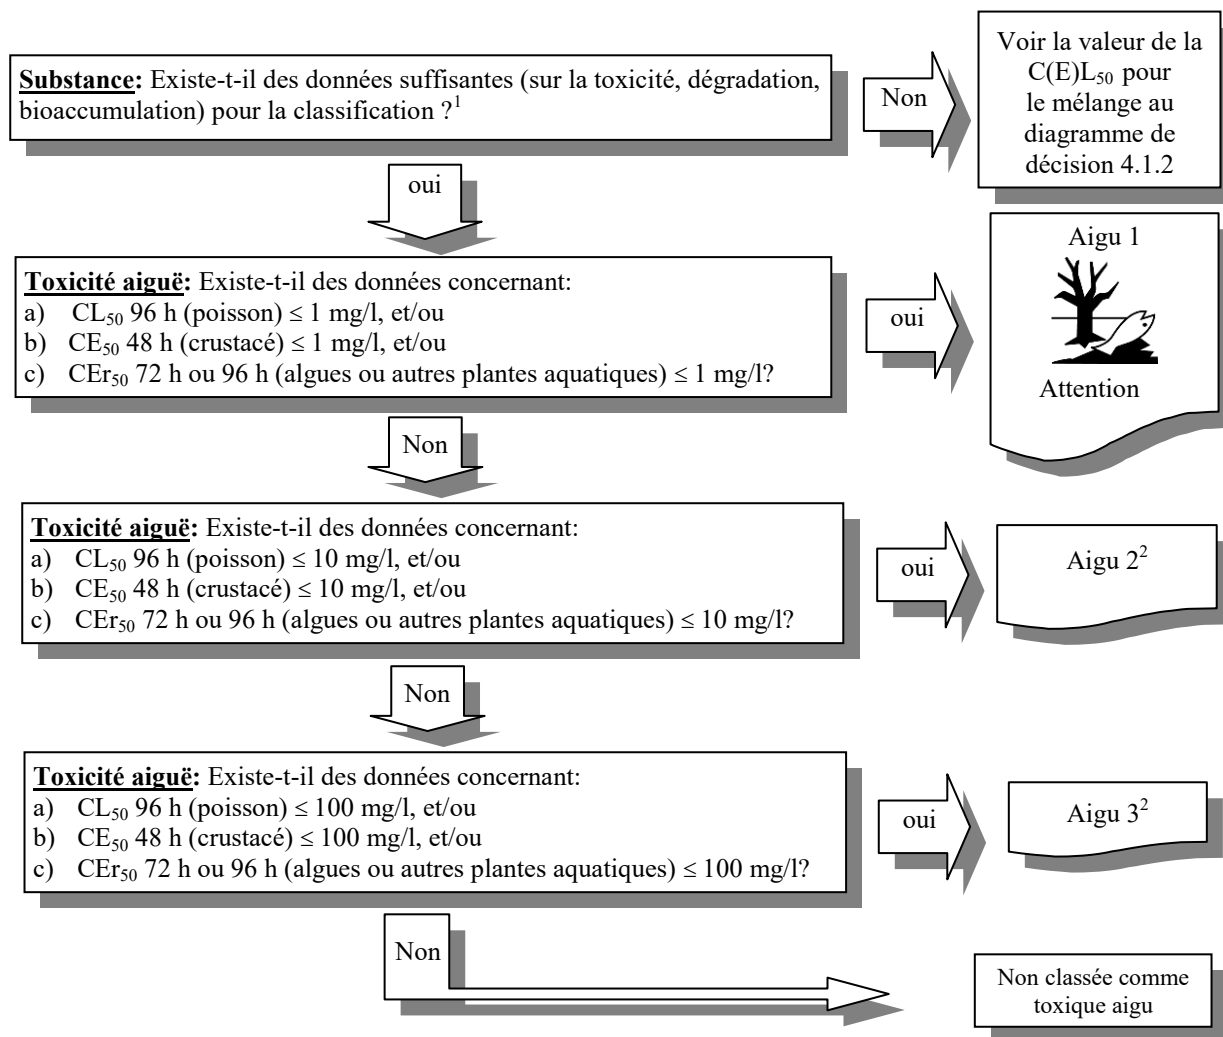 Substance: Existe-t-il des données suffisantes (sur la toxicité, dégradation,
bioaccumulation) pour la classification ?¹
Non
Voir la valeur de la
C(E)L₅₀ pour
le mélange au
diagramme de
décision 4.1.2
oui
Toxicité aiguë: Existe-t-il des données concernant:
a) CL₅₀ 96 h (poisson) ≤ 1 mg/l, et/ou
b) CE₅₀ 48 h (crustacé) ≤ 1 mg/l, et/ou
c) CEr₅₀ 72 h ou 96 h (algues ou autres plantes aquatiques) ≤ 1 mg/l?
oui
Aigu 1
Attention
Non
Toxicité aiguë: Existe-t-il des données concernant:
a) CL₅₀ 96 h (poisson) ≤ 10 mg/l, et/ou
b) CE₅₀ 48 h (crustacé) ≤ 10 mg/l, et/ou
c) CEr₅₀ 72 h ou 96 h (algues ou autres plantes aquatiques) ≤ 10 mg/l?
oui
Aigu 2²
Non
Toxicité aiguë: Existe-t-il des données concernant:
a) CL₅₀ 96 h (poisson) ≤ 100 mg/l, et/ou
b) CE₅₀ 48 h (crustacé) ≤ 100 mg/l, et/ou
c) CEr₅₀ 72 h ou 96 h (algues ou autres plantes aquatiques) ≤ 100 mg/l?
oui
Aigu 3²
Non
Non classée comme
toxique aigu